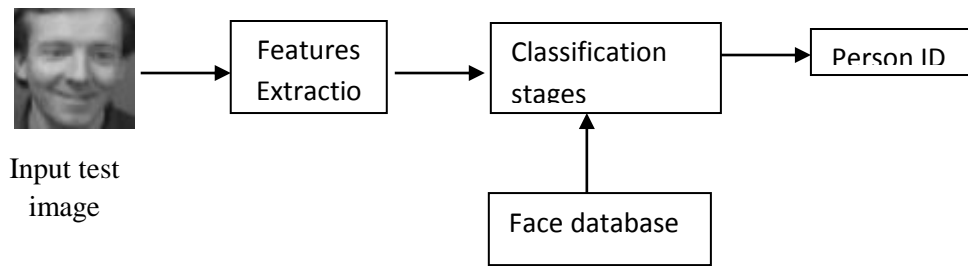 Features
Extractio
Classification
stages
Person ID
Input test
image
Face database